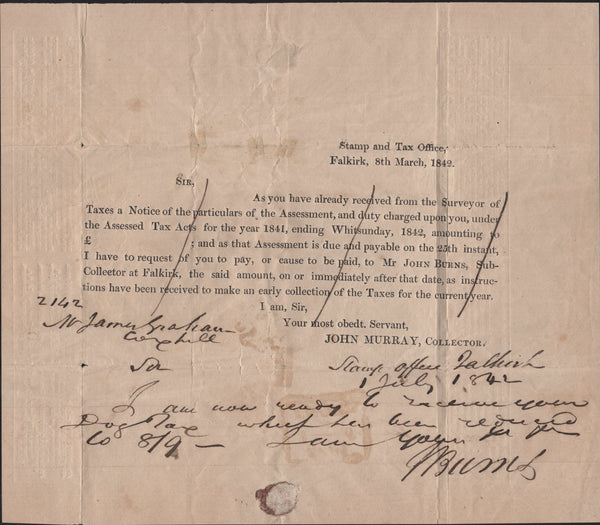 Stamp and Tax Office,
Falkirk, 8th March, 1842.
SIR,
As you have already received from the Surveyor of
Taxes a Notice of the particulars of the Assessment, and duty charged upon you, under
the Assessed Tax Acts for the year 1841, ending Whitsunday, 1842, amounting to
£ ; and as that Assessment is due and payable on the 25th instant,
I have to request of you to pay, or cause to be paid, to Mr JOHN BURNS, Sub-
Collector at Falkirk, the said amount, on or immediately after that date, as instruc-
tions have been received to make an early collection of the Taxes for the current year.
I am, Sir,
Your most obedt. Servant,
JOHN MURRAY, COLLECTOR.
2142
Mr James Graham
Sir
Stamp office Falkirk
1 July 1842
I am now ready to receive your
Dog Tax which has been reduced
to 8/9 — I am Your
JBurns